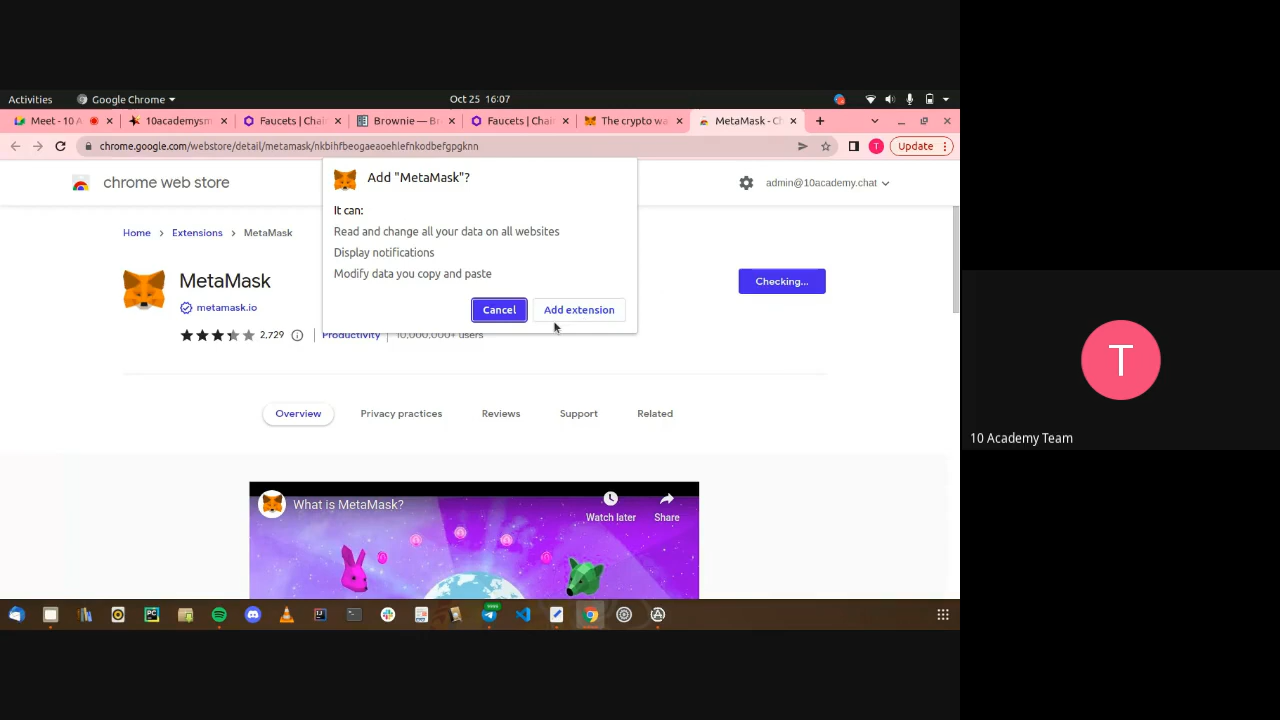 Activities
Google Chrome
Oct 25 16:07
Meet - 10 A
10academysm
Faucets | Chai
Brownie — Br
Faucets | Chain
The crypto wa
MetaMask - Ch
chrome.google.com/webstore/detail/metamask/nkbihfbeogaeaoehlefnkodbefgpgknn
T
Update
chrome web store
admin@10academy.chat
Add "MetaMask"?
It can:
Read and change all your data on all websites
Display notifications
Modify data you copy and paste
Cancel
Add extension
Home
Extensions
MetaMask
MetaMask
Checking...
metamask.io
2,729
Productivity
10,000,000+ users
Overview
Privacy practices
Reviews
Support
Related
What is MetaMask?
Watch later
Share
T
10 Academy Team